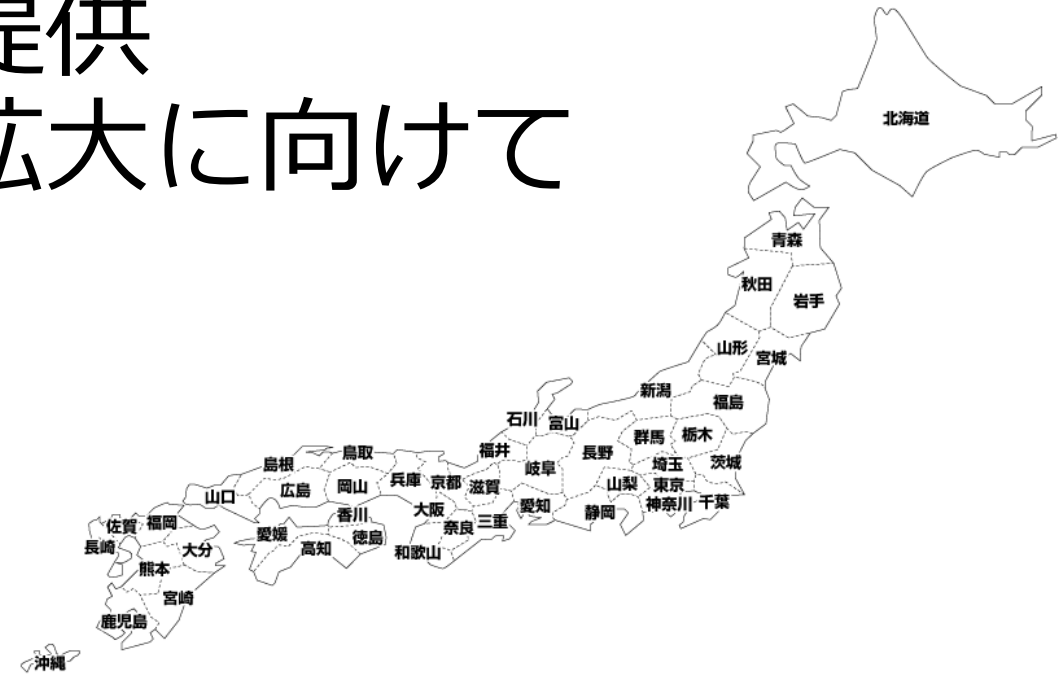 提供
拡大に向けて
北海道
青森
秋田
岩手
山形
宮城
新潟
福島
石川
富山
群馬
栃木
福井
長野
茨城
鳥取
島根
岐阜
埼玉
兵庫
京都
滋賀
山梨
東京
広島
岡山
山口
神奈川
千葉
愛知
静岡
大阪
香川
三重
奈良
佐賀
福岡
愛媛
徳島
長崎
大分
高知
和歌山
熊本
宮崎
鹿児島
沖縄